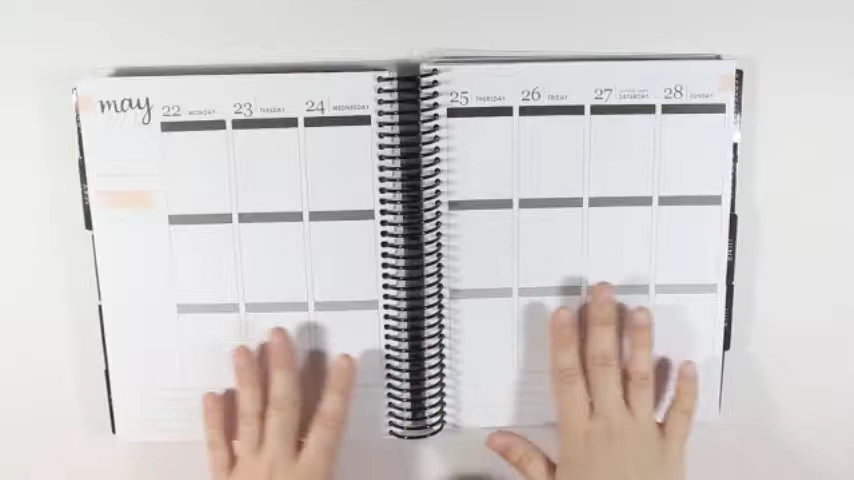 may
22 MONDAY
23 TUESDAY
24 WEDNESDAY
25 THURSDAY
26 FRIDAY
27 SATURDAY
28 SUNDAY